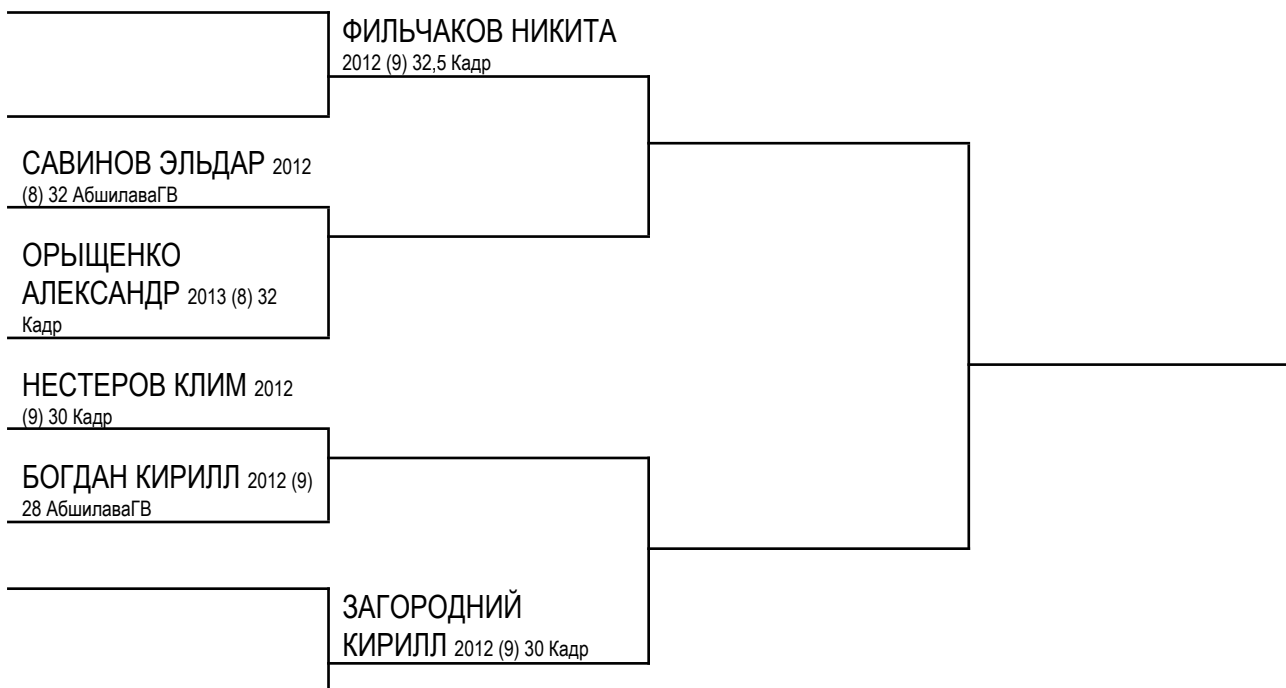 ФИЛЬЧАКОВ НИКИТА
2012 (9) 32,5 Кадр
САВИНОВ ЭЛЬДАР 2012
(8) 32 АбшилаваГВ
ОРЫЩЕНКО
АЛЕКСАНДР 2013 (8) 32
Кадр
НЕСТЕРОВ КЛИМ 2012
(9) 30 Кадр
БОГДАН КИРИЛЛ 2012 (9)
28 АбшилаваГВ
ЗАГОРОДНИЙ
КИРИЛЛ 2012 (9) 30 Кадр